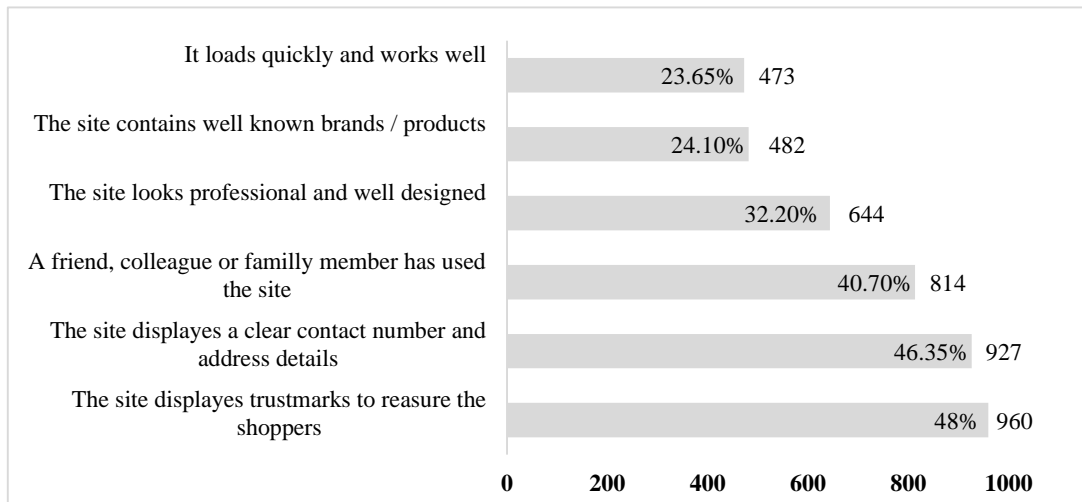 It loads quickly and works well
23.65% 473
The site contains well known brands / products
24.10% 482
The site looks professional and well designed
32.20% 644
A friend, colleague or familly member has used
the site
40.70% 814
The site displayes a clear contact number and
address details
46.35% 927
The site displayes trustmarks to reasure the
shoppers
48% 960
0 200 400 600 800 1000